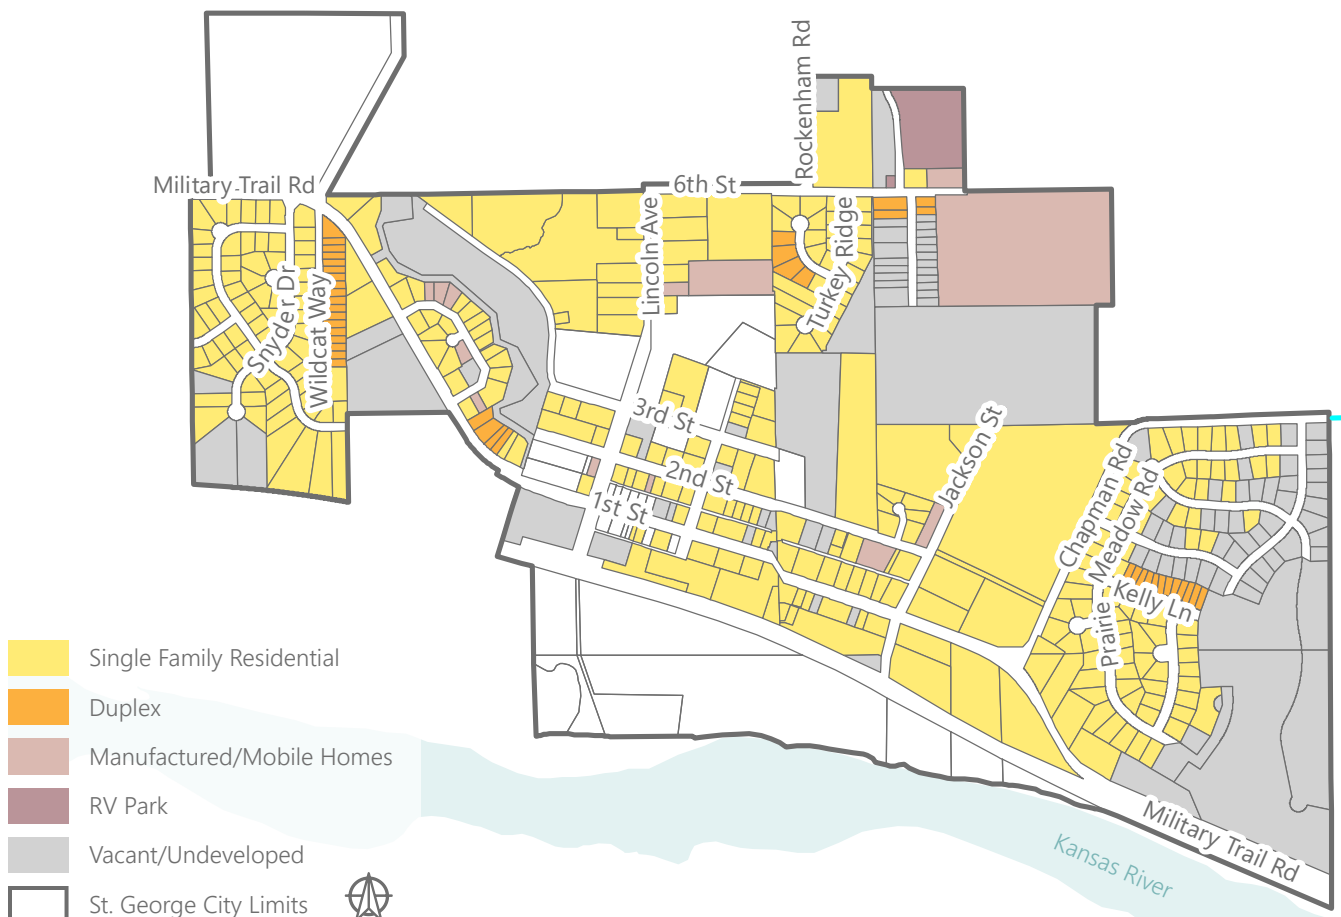 Rockenham Rd
Military Trail Rd
6th St
Lincoln Ave
Turkey Ridge
Snyder Dr
Wildcat Way
3rd St
2nd St
1st St
Jackson St
Chapman Rd
Prairie Meadow Rd
Kelly Ln
Single Family Residential
Duplex
Manufactured/Mobile Homes
RV Park
Vacant/Undeveloped
St. George City Limits
Military Trail Rd
Kansas River